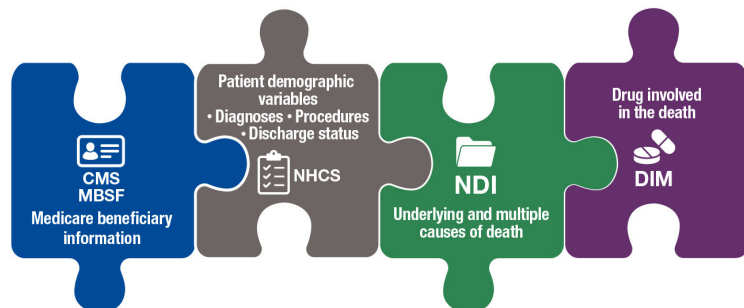 CMS
MBSF
Medicare beneficiary
information
Patient demographic
variables
• Diagnoses • Procedures
• Discharge status
NHCS
NDI
Underlying and multiple
causes of death
Drug involved
in the death
DIM